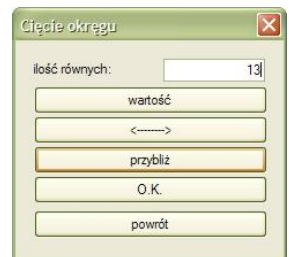 Cięcie okręgu
ilość równych: 13
wartość
<-------->
przybliż
O.K.
powrót